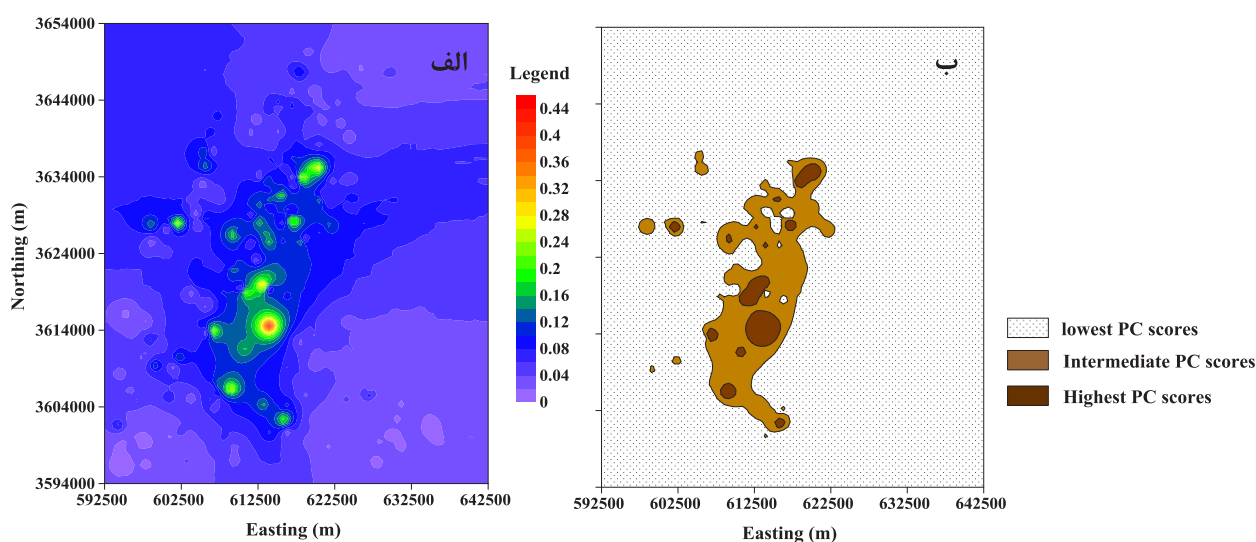 3654000
3644000
3634000
3624000
3614000
3604000
3594000
Northing (m)
592500 602500 612500 622500 632500 642500
Easting (m)
الف
Legend
0.44
0.4
0.36
0.32
0.28
0.24
0.2
0.16
0.12
0.08
0.04
0
ب
592500 602500 612500 622500 632500 642500
Easting (m)
lowest PC scores
Intermediate PC scores
Highest PC scores